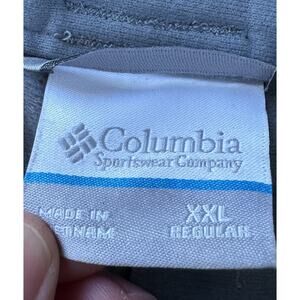 Columbia
Sportswear Company
MADE IN XXL
VIETNAM REGULAR